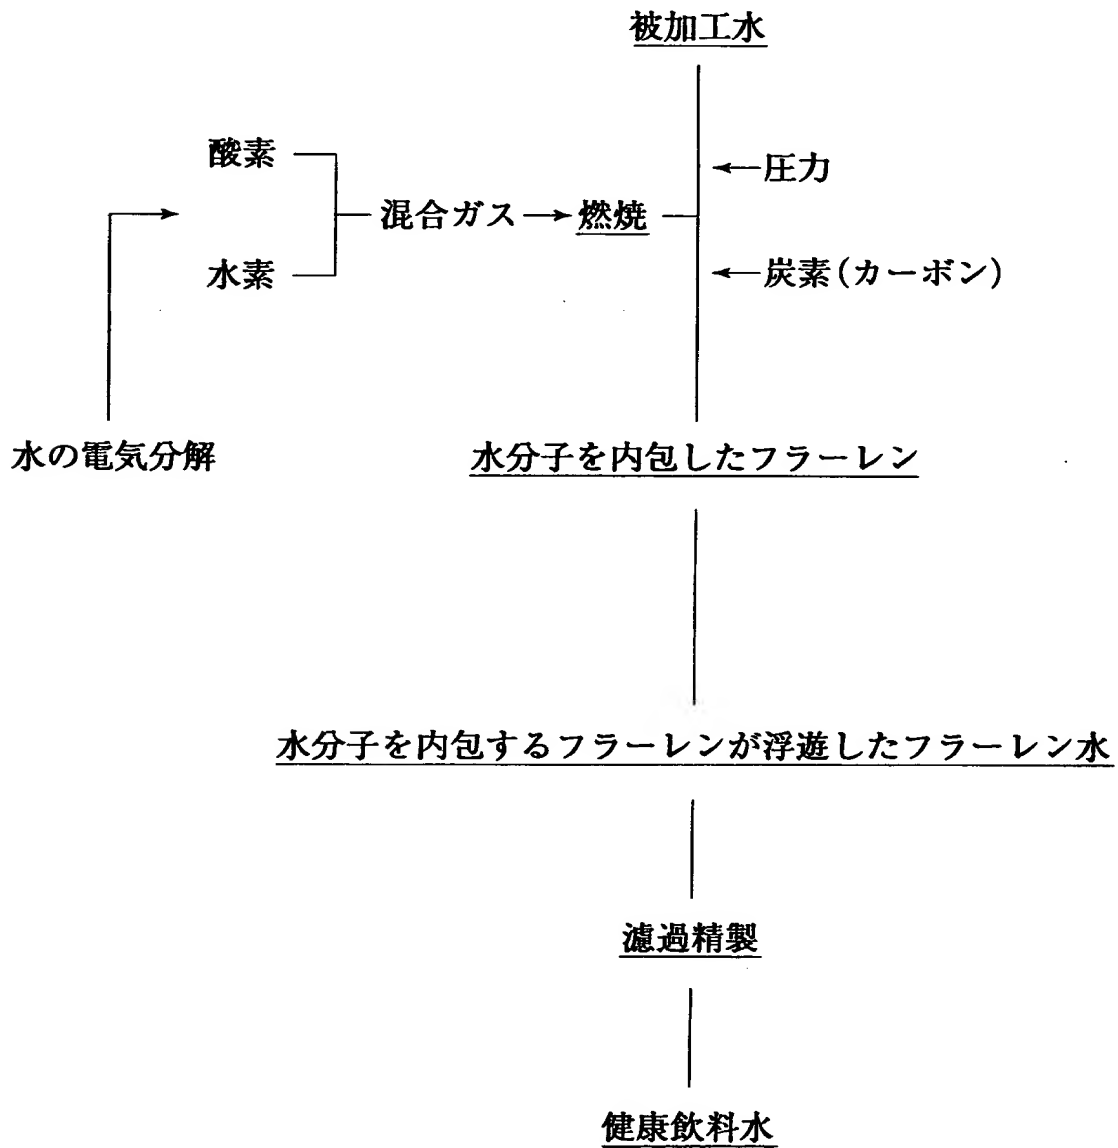 被加工水
酸素
圧力
混合ガス
燃焼
水素
炭素(カーボン)
水の電気分解
水分子を内包したフラーレン
水分子を内包するフラーレンが浮遊したフラーレン水
濾過精製
健康飲料水